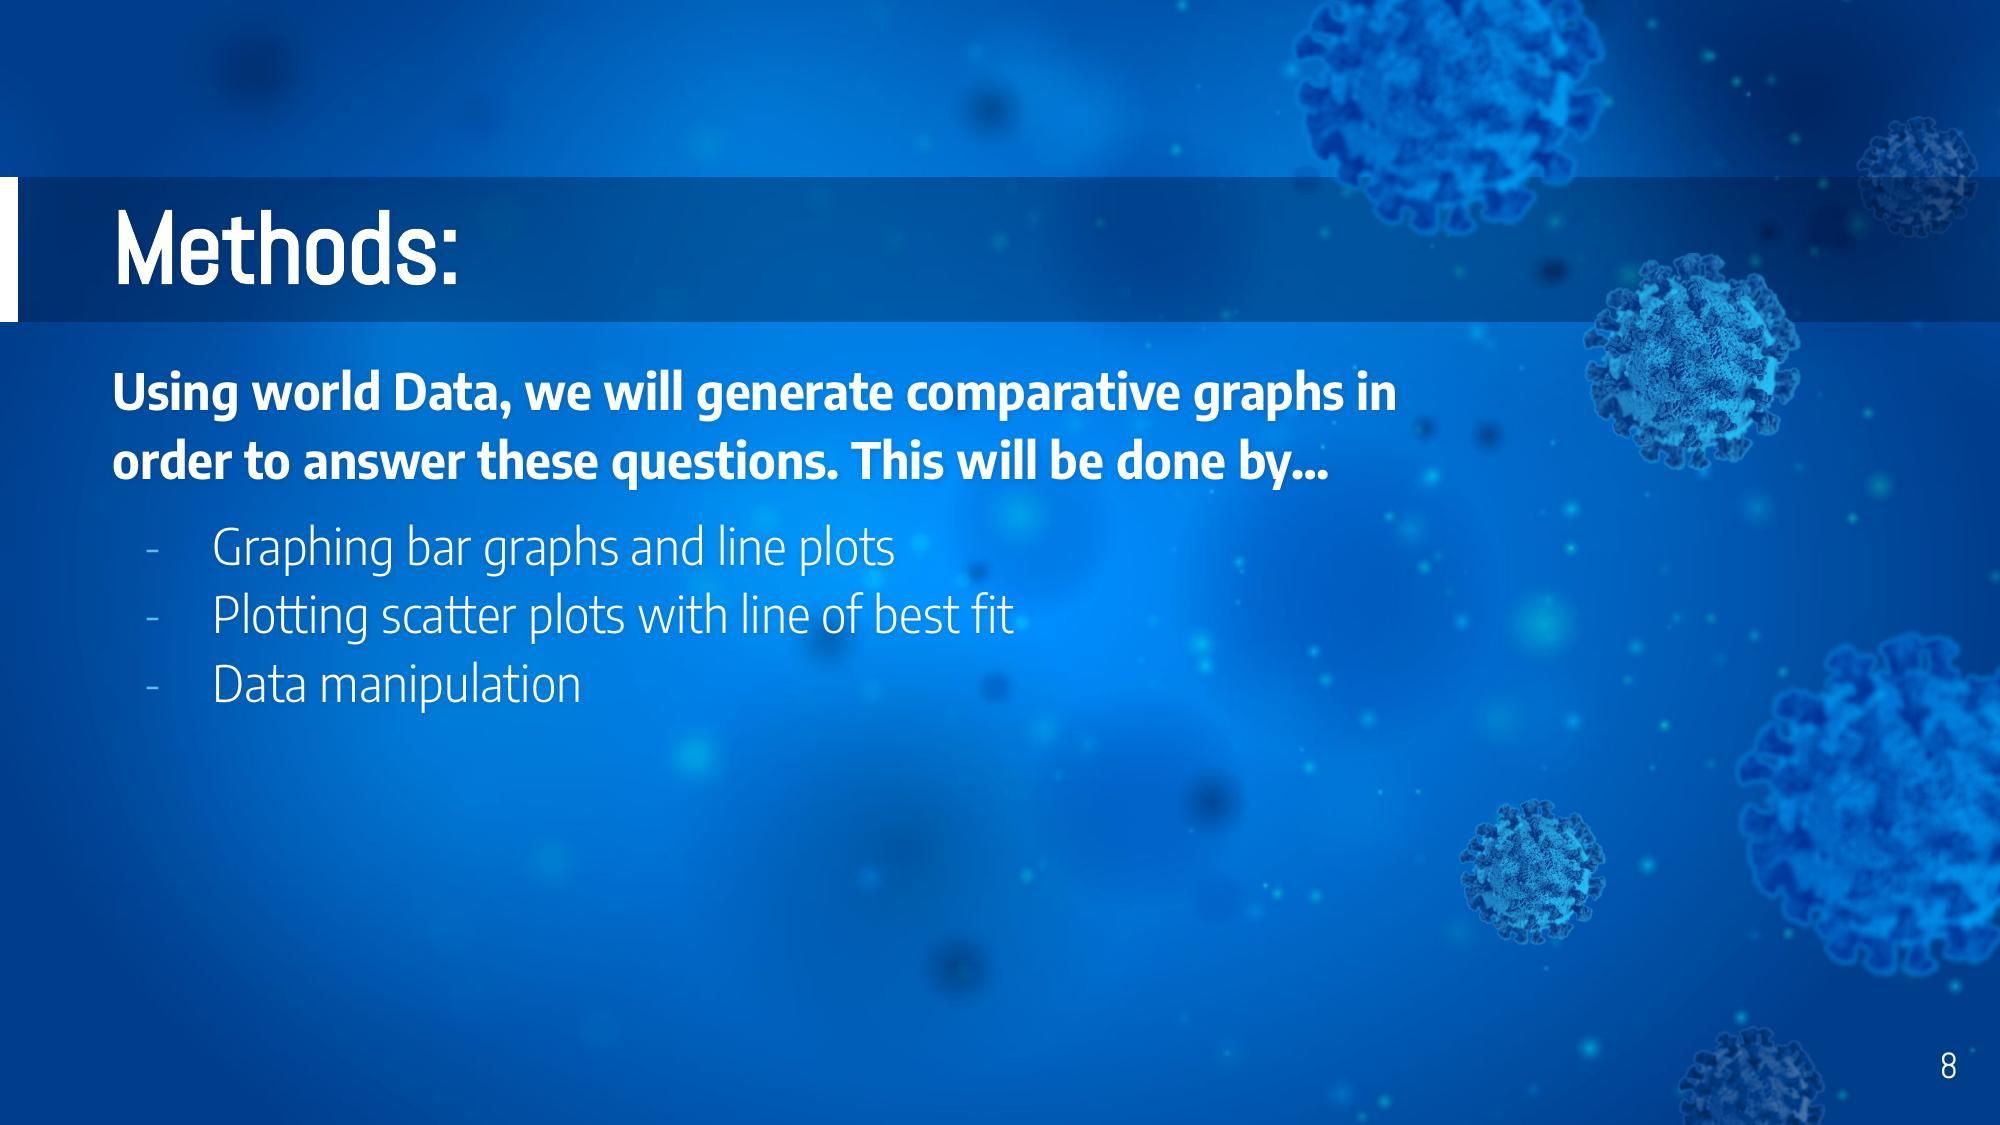 Methods:
Using world Data, we will generate comparative graphs in
order to answer these questions. This will be done by...
- Graphing bar graphs and line plots
- Plotting scatter plots with line of best fit
- Data manipulation
8